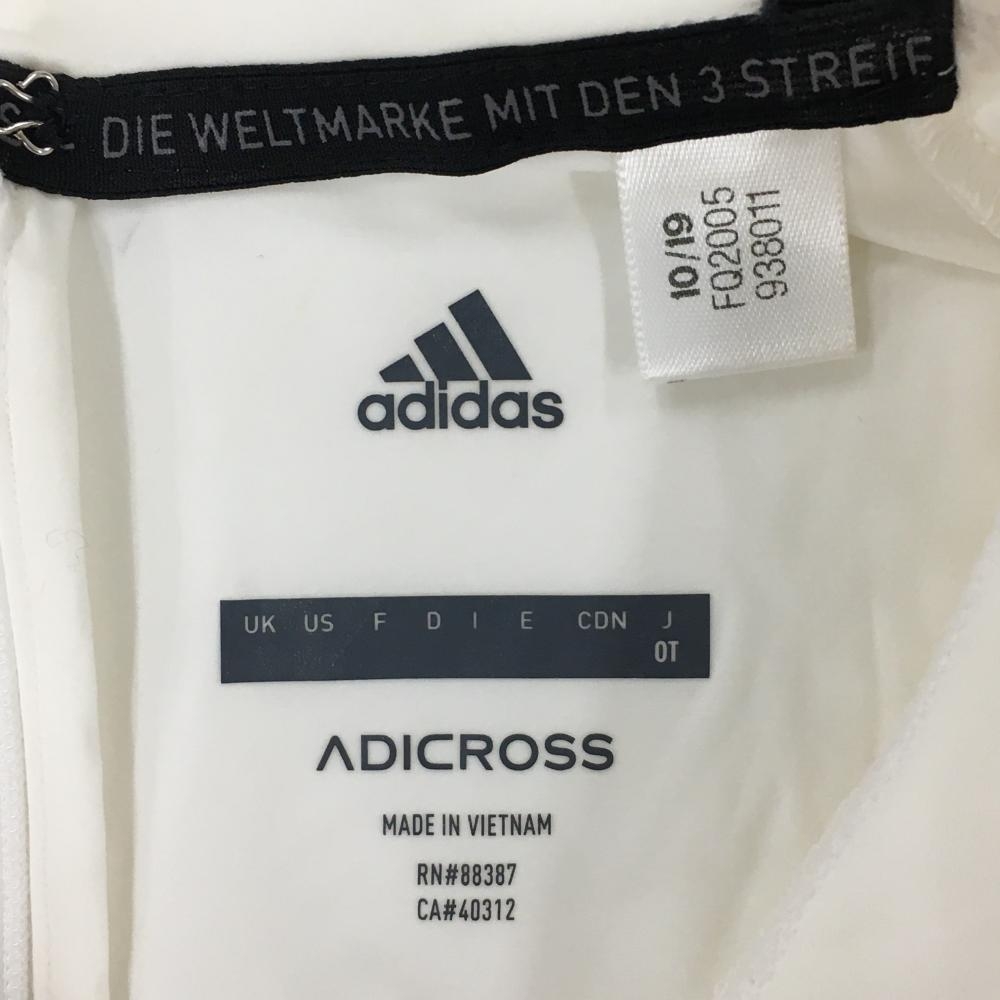 DIE WELTMARKE MIT DEN 3 STREIF
10/19
FQ2005
938011
adidas
UK US F D I E CDN J
OT
ADICROSS
MADE IN VIETNAM
RN#88387
CA#40312